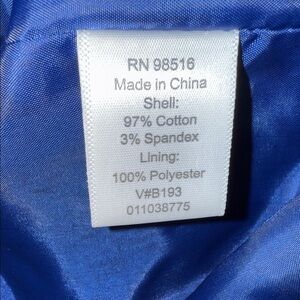 RN 98516
Made in China
Shell:
97% Cotton
3% Spandex
Lining:
100% Polyester
V#B193
011038775